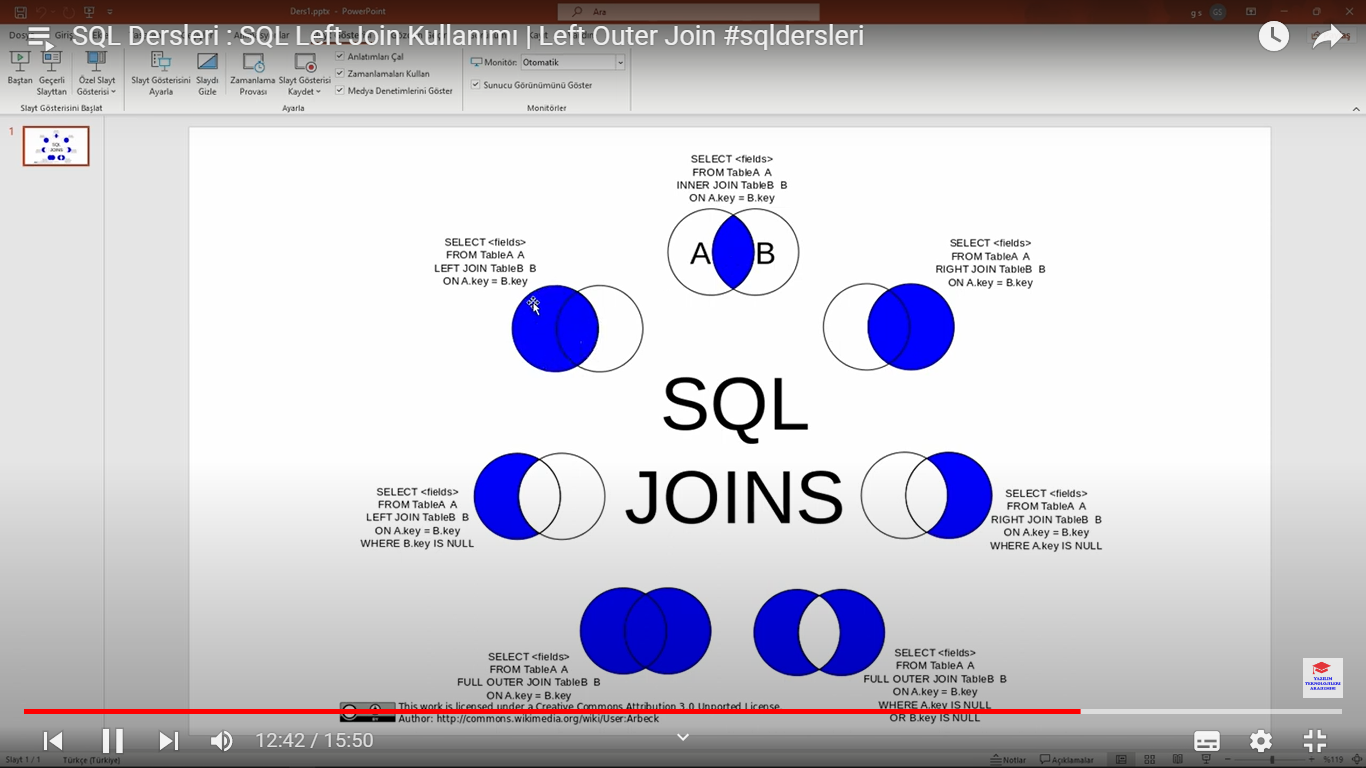 Ders1.pptx - PowerPoint
Ara
g s
GS
SQL Dersleri : SQL Left Join Kullanımı | Left Outer Join #sqldersleri
Baştan
Geçerli
Slayttan
Özel Slayt
Gösterisi
Slayt Gösterisini
Ayarla
Slaydı
Gizle
Zamanlama
Provası
Slayt Gösterisi
Kaydet
Anlatımları Çal
Zamanlamaları Kullan
Medya Denetimlerini Göster
Monitör:
Otomatik
Sunucu Görünümünü Göster
Slayt Gösterisini Başlat
Ayarla
Monitörler
1
SELECT <fields>
FROM TableA A
INNER JOIN TableB B
ON A.key = B.key
A
B
SELECT <fields>
FROM TableA A
LEFT JOIN TableB B
ON A.key = B.key
SELECT <fields>
FROM TableA A
RIGHT JOIN TableB B
ON A.key = B.key
SQL
JOINS
SELECT <fields>
FROM TableA A
LEFT JOIN TableB B
ON A.key = B.key
WHERE B.key IS NULL
SELECT <fields>
FROM TableA A
RIGHT JOIN TableB B
ON A.key = B.key
WHERE A.key IS NULL
SELECT <fields>
FROM TableA A
FULL OUTER JOIN TableB B
ON A.key = B.key
SELECT <fields>
FROM TableA A
FULL OUTER JOIN TableB B
ON A.key = B.key
WHERE A.key IS NULL
OR B.key IS NULL
This work is licensed under a Creative Commons Attribution 3.0 Unported License.
Author: http://commons.wikimedia.org/wiki/User:Arbeck
BY
YAZILIM
TEKNOLOJİLERİ
AKADEMİSİ
12:42 / 15:50
Slayt 1 / 1
Türkçe (Türkiye)
Notlar
Açıklamalar
%119